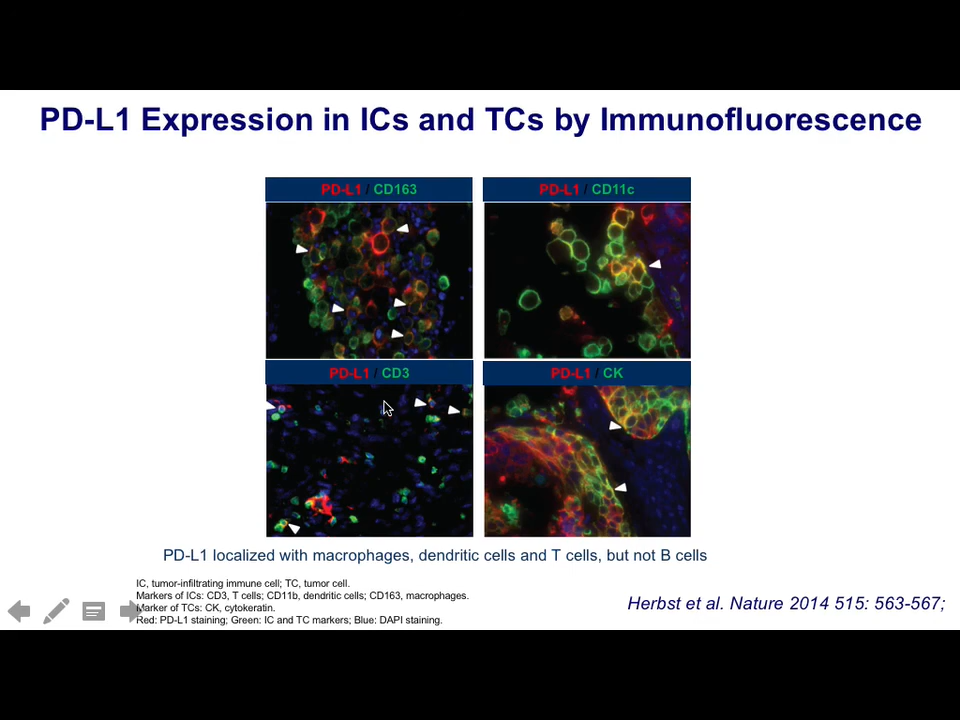 PD-L1 Expression in ICs and TCs by Immunofluorescence
PD-L1 / CD163
PD-L1 / CD11c
PD-L1 / CD3
PD-L1 / CK
PD-L1 localized with macrophages, dendritic cells and T cells, but not B cells
IC, tumor-infiltrating immune cell; TC, tumor cell.
Markers of ICs: CD3, T cells; CD11b, dendritic cells; CD163, macrophages.
Marker of TCs: CK, cytokeratin.
Red: PD-L1 staining; Green: IC and TC markers; Blue: DAPI staining.
Herbst et al. Nature 2014 515: 563-567;